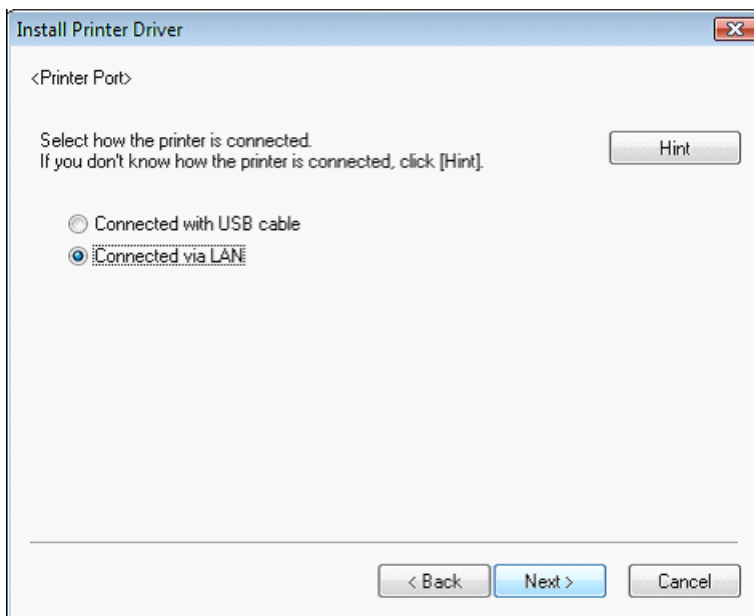 Install Printer Driver
<Printer Port>
Select how the printer is connected.
If you don't know how the printer is connected, click [Hint].
Hint
Connected with USB cable
Connected via LAN
< Back
Next >
Cancel